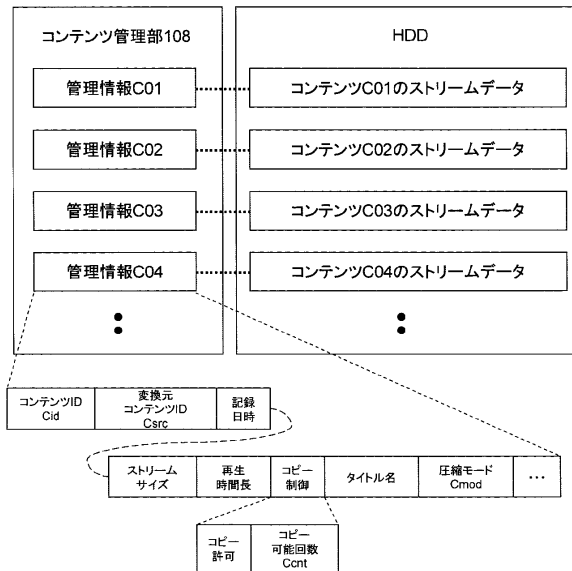 コンテンツ管理部108
HDD
管理情報C01
コンテンツC01のストリームデータ
管理情報C02
コンテンツC02のストリームデータ
管理情報C03
コンテンツC03のストリームデータ
管理情報C04
コンテンツC04のストリームデータ
コンテンツID
Cid
変換元
コンテンツID
Csrc
記録
日時
ストリーム
サイズ
再生
時間長
コピー
制御
タイトル名
圧縮モード
Cmod
…
コピー
許可
コピー
可能回数
Ccnt